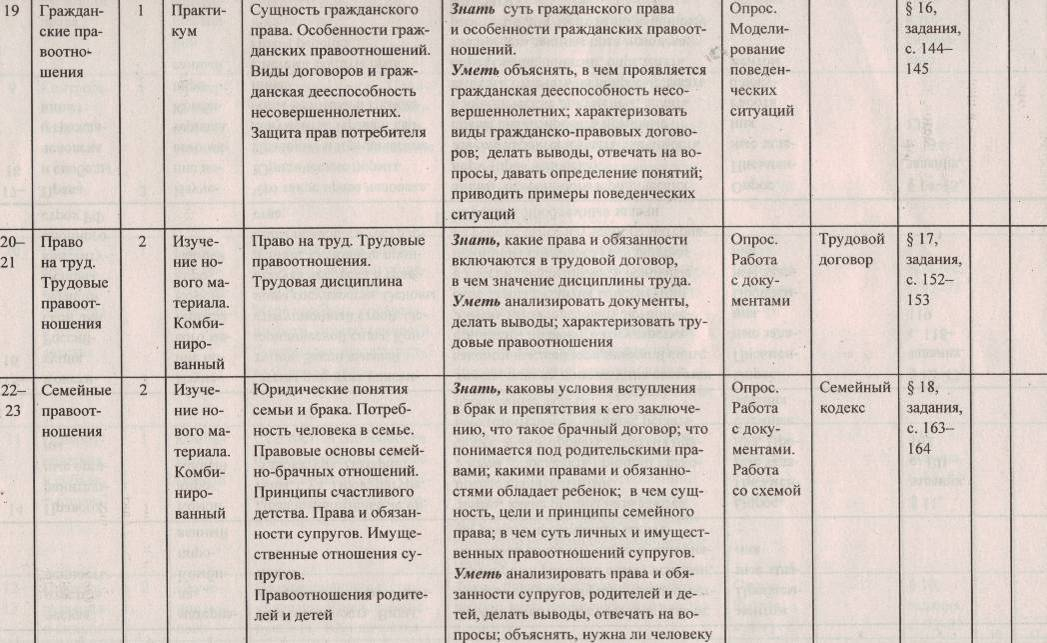 19
Граждан-
ские пра-
воотно-
шения
1
Практи-
кум
Сущность гражданского
права. Особенности граж-
данских правоотношений.
Виды договоров и граж-
данская дееспособность
несовершеннолетних.
Защита прав потребителя
Знать суть гражданского права
и особенности гражданских правоот-
ношений.
Уметь объяснять, в чем проявляется
гражданская дееспособность несо-
вершеннолетних; характеризовать
виды гражданско-правовых догово-
ров; делать выводы, отвечать на во-
просы, давать определение понятий;
приводить примеры поведенческих
ситуаций
Опрос.
Модели-
рование
поведен-
ческих
ситуаций
§ 16,
задания,
с. 144–
145
20–
21
Право
на труд.
Трудовые
правоот-
ношения
2
Изуче-
ние но-
вого ма-
териала.
Комби-
ниро-
ванный
Право на труд. Трудовые
правоотношения.
Трудовая дисциплина
Знать, какие права и обязанности
включаются в трудовой договор,
в чем значение дисциплины труда.
Уметь анализировать документы,
делать выводы; характеризовать тру-
довые правоотношения
Опрос.
Работа
с доку-
ментами
Трудовой
договор
§ 17,
задания,
с. 152–
153
22–
23
Семейные
правоот-
ношения
2
Изуче-
ние но-
вого ма-
териала.
Комби-
ниро-
ванный
Юридические понятия
семьи и брака. Потреб-
ность человека в семье.
Правовые основы семей-
но-брачных отношений.
Принципы счастливого
детства. Права и обязан-
ности супругов. Имуще-
ственные отношения су-
пругов.
Правоотношения родите-
лей и детей
Знать, каковы условия вступления
в брак и препятствия к его заключе-
нию, что такое брачный договор; что
понимается под родительскими пра-
вами; какими правами и обязанно-
стями обладает ребенок; в чем сущ-
ность, цели и принципы семейного
права; в чем суть личных и имущест-
венных правоотношений супругов.
Уметь анализировать права и обя-
занности супругов, родителей и де-
тей, делать выводы, отвечать на во-
просы; объяснять, нужна ли человеку
Опрос.
Работа
с доку-
ментами.
Работа
со схемой
Семейный
кодекс
§ 18,
задания,
с. 163–
164